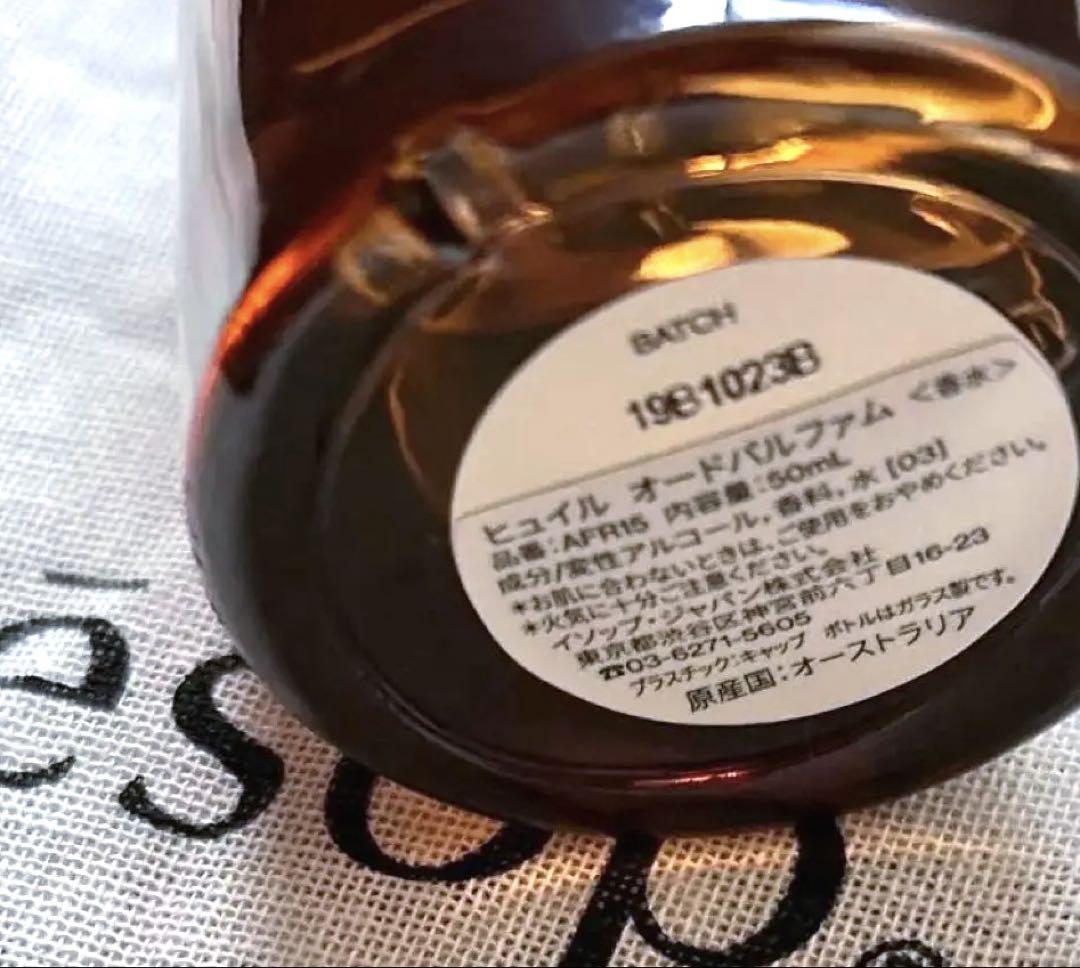 BATCH
19B1023B
ヒュイル オードパルファム <香水>
品番:AFR15 内容量:50mL
成分/変性アルコール, 香料, 水 [03]
*お肌に合わないときは、ご使用をおやめください。
*火気に十分ご注意ください。
イソップ・ジャパン株式会社
東京都渋谷区神宮前六丁目16-23
☎03-6271-5605
プラスチック:キャップ ボトルはガラス製です。
原産国:オーストラリア
ēsop